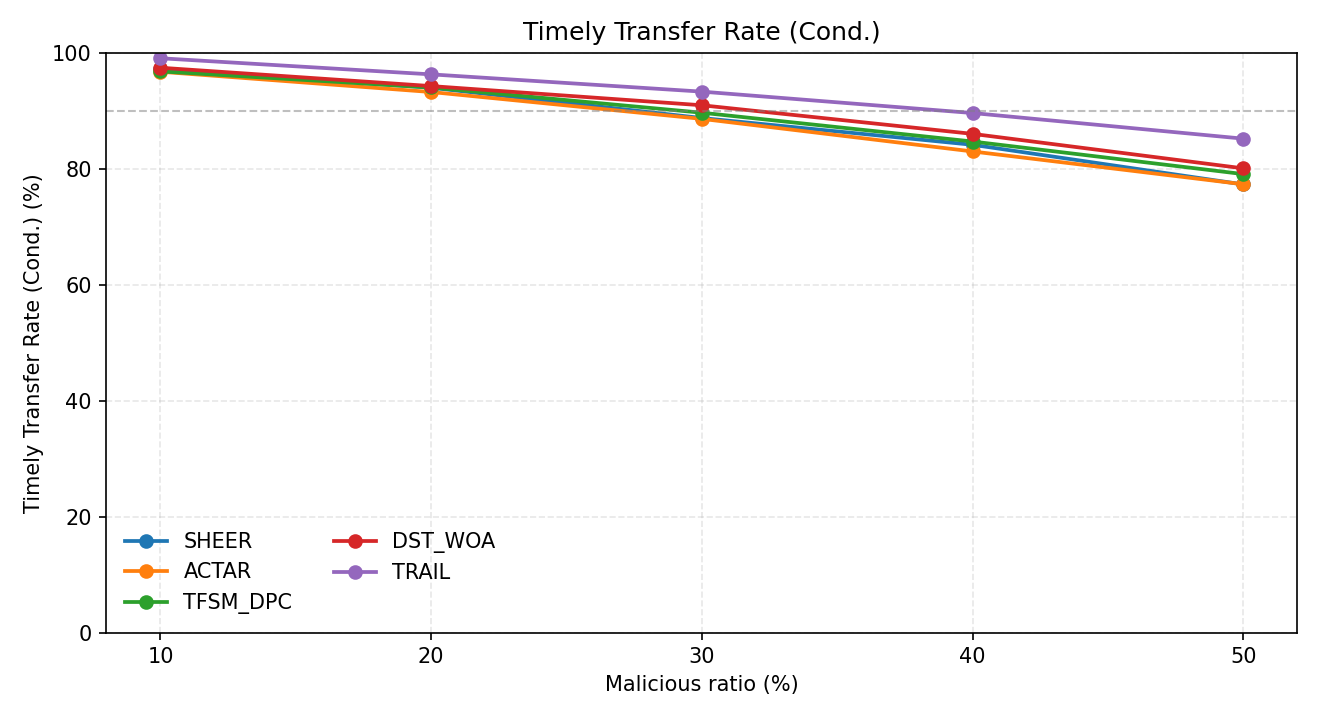 Timely Transfer Rate (Cond.)
Timely Transfer Rate (Cond.) (%)
100
80
60
40
20
0
SHEER
ACTAR
TFSM_DPC
DST_WOA
TRAIL
10 20 30 40 50
Malicious ratio (%)